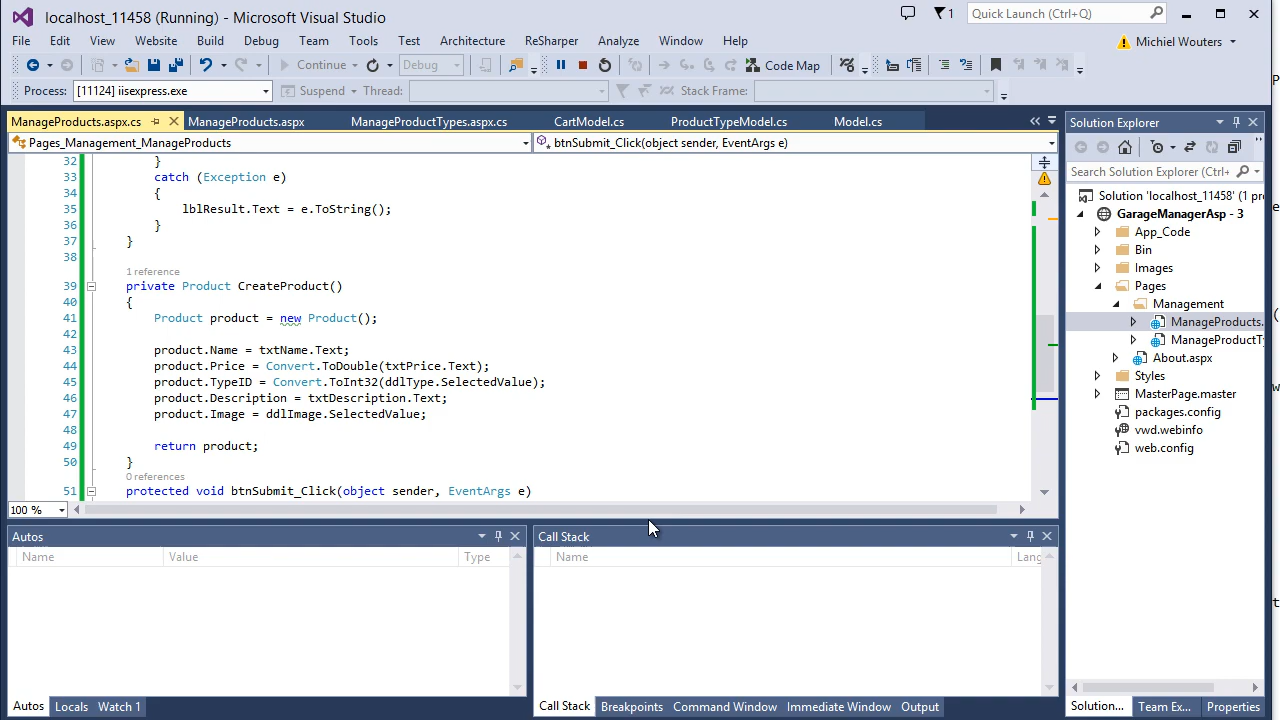 localhost_11458 (Running) - Microsoft Visual Studio
1
Quick Launch (Ctrl+Q)
File Edit View Website Build Debug Team Tools Test Architecture ReSharper Analyze Window Help
Michiel Wouters
Continue Debug Code Map
Process: [11124] iisexpress.exe Suspend Thread: Stack Frame:
ManageProducts.aspx.cs ManageProducts.aspx ManageProductTypes.aspx.cs CartModel.cs ProductTypeModel.cs Model.cs
Pages_Management_ManageProducts btnSubmit_Click(object sender, EventArgs e)
32 }
33 catch (Exception e)
34 {
35 lblResult.Text = e.ToString();
36 }
37 }
38
1 reference
39 private Product CreateProduct()
40 {
41 Product product = new Product();
42
43 product.Name = txtName.Text;
44 product.Price = Convert.ToDouble(txtPrice.Text);
45 product.TypeID = Convert.ToInt32(ddlType.SelectedValue);
46 product.Description = txtDescription.Text;
47 product.Image = ddlImage.SelectedValue;
48
49 return product;
50 }
0 references
51 protected void btnSubmit_Click(object sender, EventArgs e)
100 %
Solution Explorer
Search Solution Explorer (Ctrl+
Solution 'localhost_11458' (1 pr
GarageManagerAsp - 3
App_Code
Bin
Images
Pages
Management
ManageProducts.
ManageProductT
About.aspx
Styles
MasterPage.master
packages.config
vwd.webinfo
web.config
Autos
Name Value Type
Call Stack
Name Lang
Autos Locals Watch 1
Call Stack Breakpoints Command Window Immediate Window Output
Solution... Team Ex... Properties